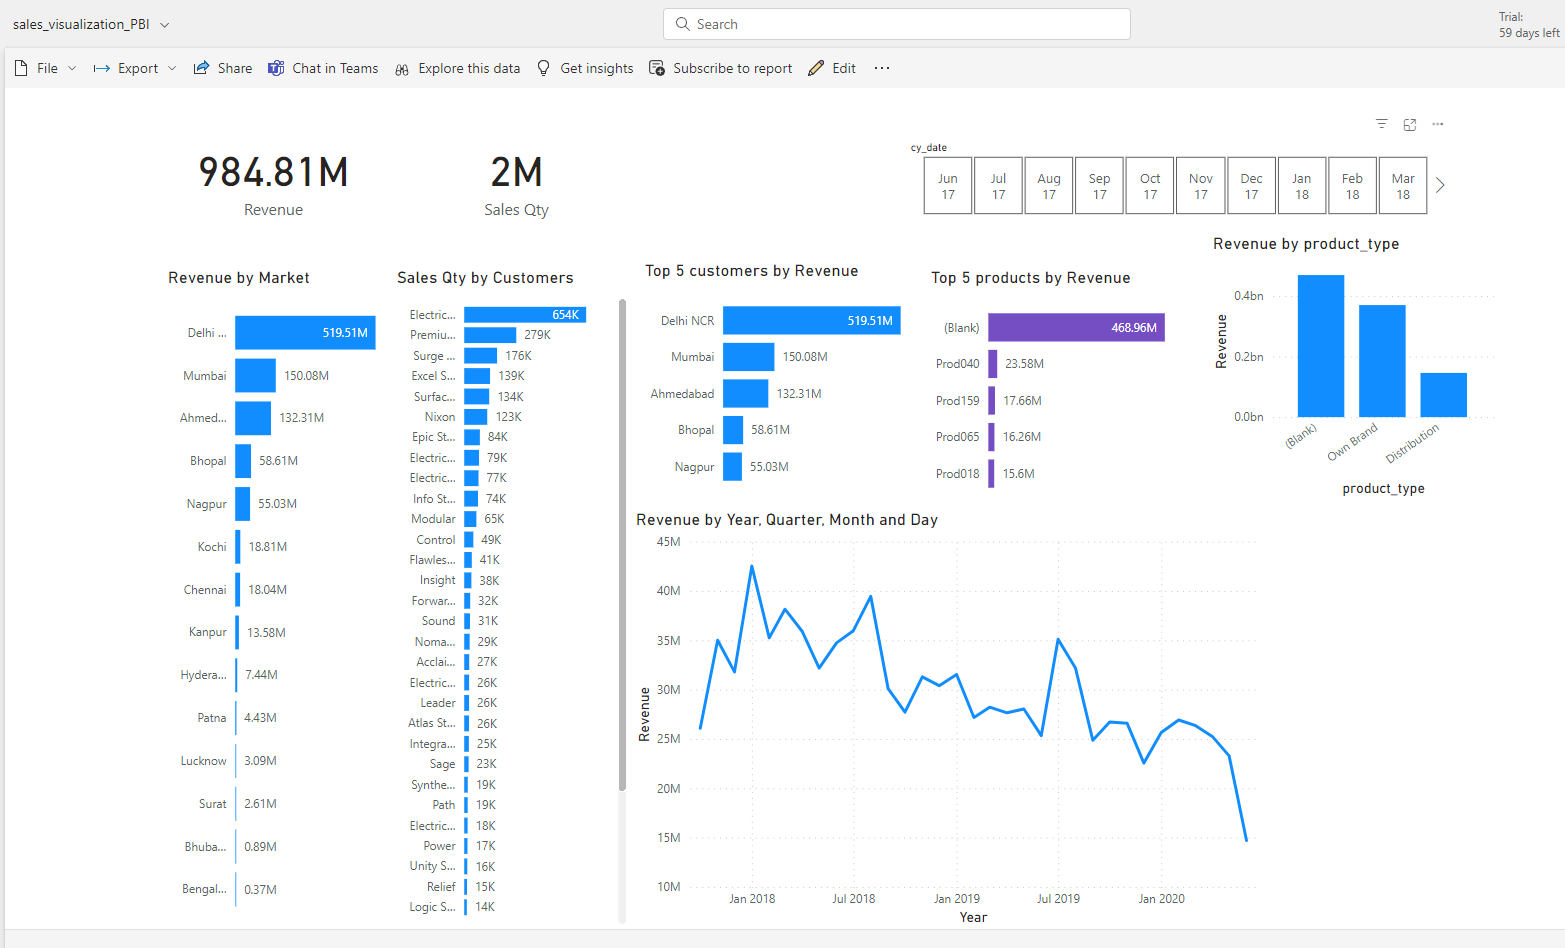 sales_visualization_PBI
Search
Trial:
59 days left
File
Export
Share
Chat in Teams
Explore this data
Get insights
Subscribe to report
Edit
984.81M
Revenue
2M
Sales Qty
cy_date
Jun 17
Jul 17
Aug 17
Sep 17
Oct 17
Nov 17
Dec 17
Jan 18
Feb 18
Mar 18
Revenue by Market
Delhi ... 519.51M
Mumbai 150.08M
Ahmed... 132.31M
Bhopal 58.61M
Nagpur 55.03M
Kochi 18.81M
Chennai 18.04M
Kanpur 13.58M
Hydera... 7.44M
Patna 4.43M
Lucknow 3.09M
Surat 2.61M
Bhuba... 0.89M
Bengal... 0.37M
Sales Qty by Customers
Electric... 654K
Premiu... 279K
Surge ... 176K
Excel S... 139K
Surfac... 134K
Nixon 123K
Epic St... 84K
Electric... 79K
Electric... 77K
Info St... 74K
Modular 65K
Control 49K
Flawles... 41K
Insight 38K
Forwar... 32K
Sound 31K
Noma... 29K
Acclai... 27K
Electric... 26K
Leader 26K
Atlas St... 26K
Integra... 25K
Sage 23K
Synthe... 19K
Path 19K
Electric... 18K
Power 17K
Unity S... 16K
Relief 15K
Logic S... 14K
Top 5 customers by Revenue
Delhi NCR 519.51M
Mumbai 150.08M
Ahmedabad 132.31M
Bhopal 58.61M
Nagpur 55.03M
Top 5 products by Revenue
(Blank) 468.96M
Prod040 23.58M
Prod159 17.66M
Prod065 16.26M
Prod018 15.6M
Revenue by product_type
Revenue
0.4bn
0.2bn
0.0bn
(Blank)
Own Brand
Distribution
product_type
Revenue by Year, Quarter, Month and Day
Revenue
45M
40M
35M
30M
25M
20M
15M
10M
Jan 2018
Jul 2018
Jan 2019
Jul 2019
Jan 2020
Year